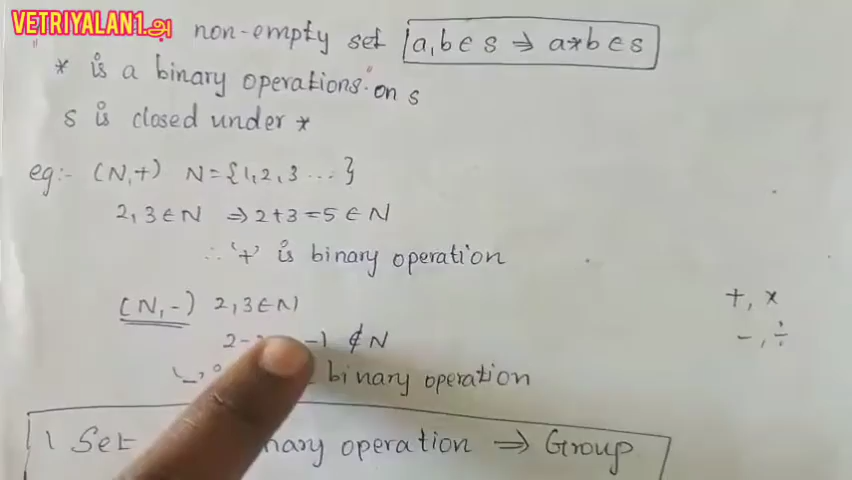 VETRIYALAN1.அ
non-empty set a,b∈s ⇒ a*b∈s
* is a binary operations" on s
s is closed under *
eg:- (N,+) N={1,2,3...}
2,3∈N ⇒2+3=5∈N
∴ '+' is binary operation
(N,-) 2,3∈N
+, ×
2- -1 ∉N
-, ÷
'-' binary operation
1 Set nary operation ⇒ Group